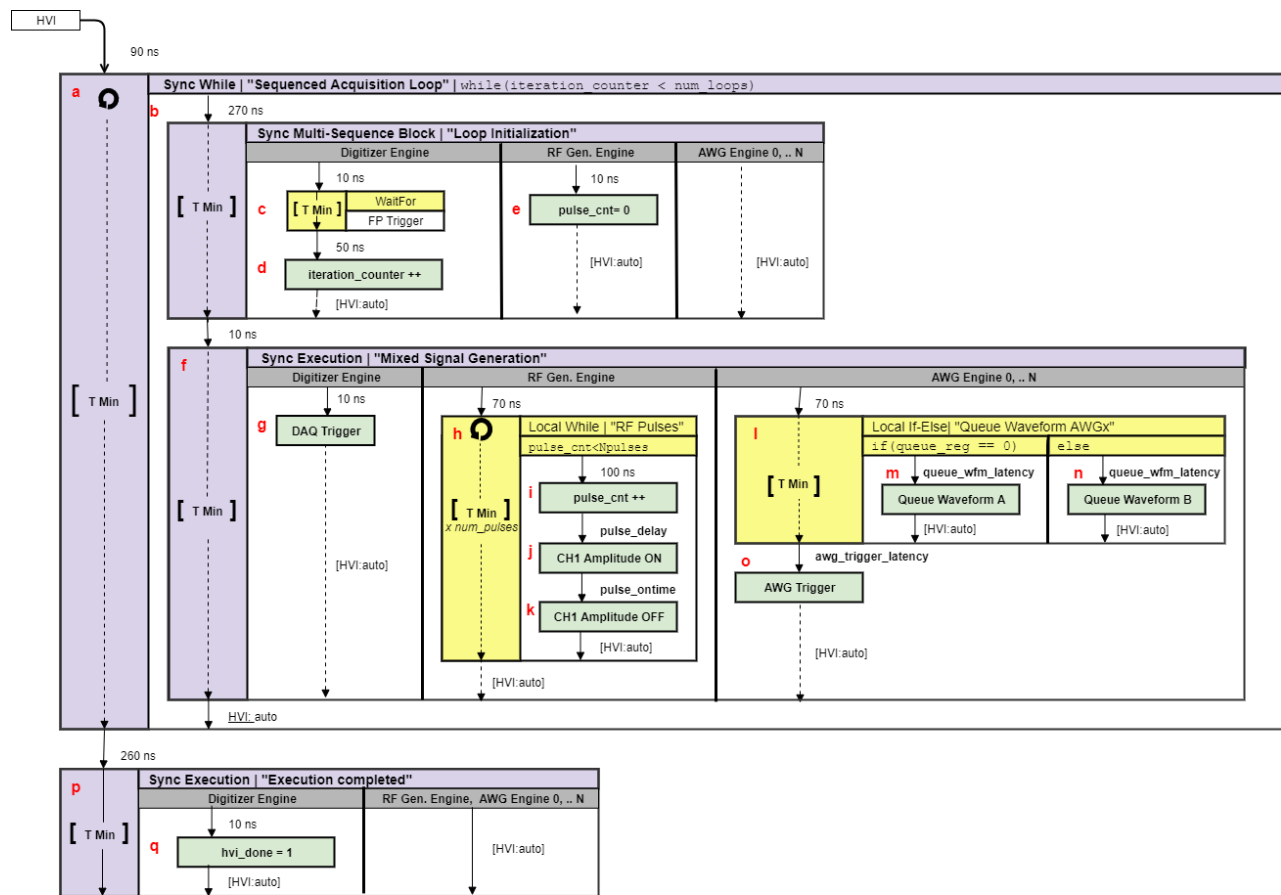 HVI
90 ns
a
Sync While | "Sequenced Acquisition Loop" | while(iteration_counter < num_loops)
b
270 ns
Sync Multi-Sequence Block | "Loop Initialization"
Digitizer Engine
RF Gen. Engine
AWG Engine 0, .. N
10 ns
10 ns
[ T Min ]
c
[ T Min ]
WaitFor
FP Trigger
e
pulse_cnt= 0
50 ns
d
iteration_counter ++
[HVI:auto]
[HVI:auto]
[HVI:auto]
10 ns
[ T Min ]
f
Sync Execution | "Mixed Signal Generation"
Digitizer Engine
RF Gen. Engine
AWG Engine 0, .. N
10 ns
70 ns
70 ns
g
DAQ Trigger
h
Local While | "RF Pulses"
pulse_cnt<Npulses
l
Local If-Else| "Queue Waveform AWGx"
if(queue_reg == 0)
else
100 ns
m
queue_wfm_latency
n
queue_wfm_latency
i
pulse_cnt ++
[ T Min ]
Queue Waveform A
Queue Waveform B
[ T Min ]
[ T Min ]
x num_pulses
pulse_delay
[HVI:auto]
[HVI:auto]
j
CH1 Amplitude ON
awg_trigger_latency
[HVI:auto]
o
AWG Trigger
pulse_ontime
k
CH1 Amplitude OFF
[HVI:auto]
[HVI:auto]
[HVI:auto]
HVI: auto
260 ns
p
Sync Execution | "Execution completed"
Digitizer Engine
RF Gen. Engine, AWG Engine 0, .. N
10 ns
[ T Min ]
q
hvi_done = 1
[HVI:auto]
[HVI:auto]